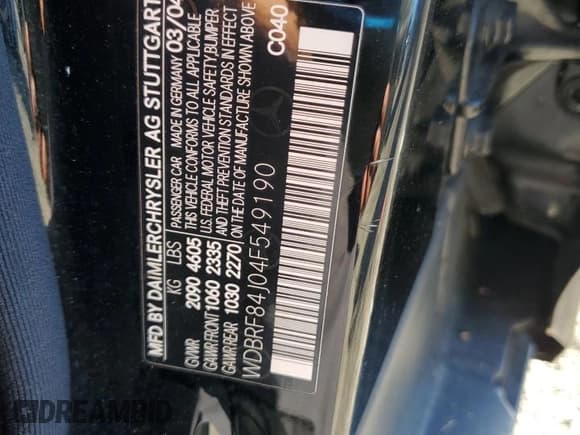 MFD BY DAIMLERCHRYSLER AG STUTTGART
PASSENGER CAR MADE IN GERMANY 03/04
KG LBS
GVWR 2090 4605
GAWR FRONT 1060 2335
GAWR REAR 1030 2270
THIS VEHICLE CONFORMS TO ALL APPLICABLE
U.S. FEDERAL MOTOR VEHICLE SAFETY, BUMPER
AND THEFT PREVENTION STANDARDS IN EFFECT
ON THE DATE OF MANUFACTURE SHOWN ABOVE
WDBRF84J04F549190
C040
DREAMBID